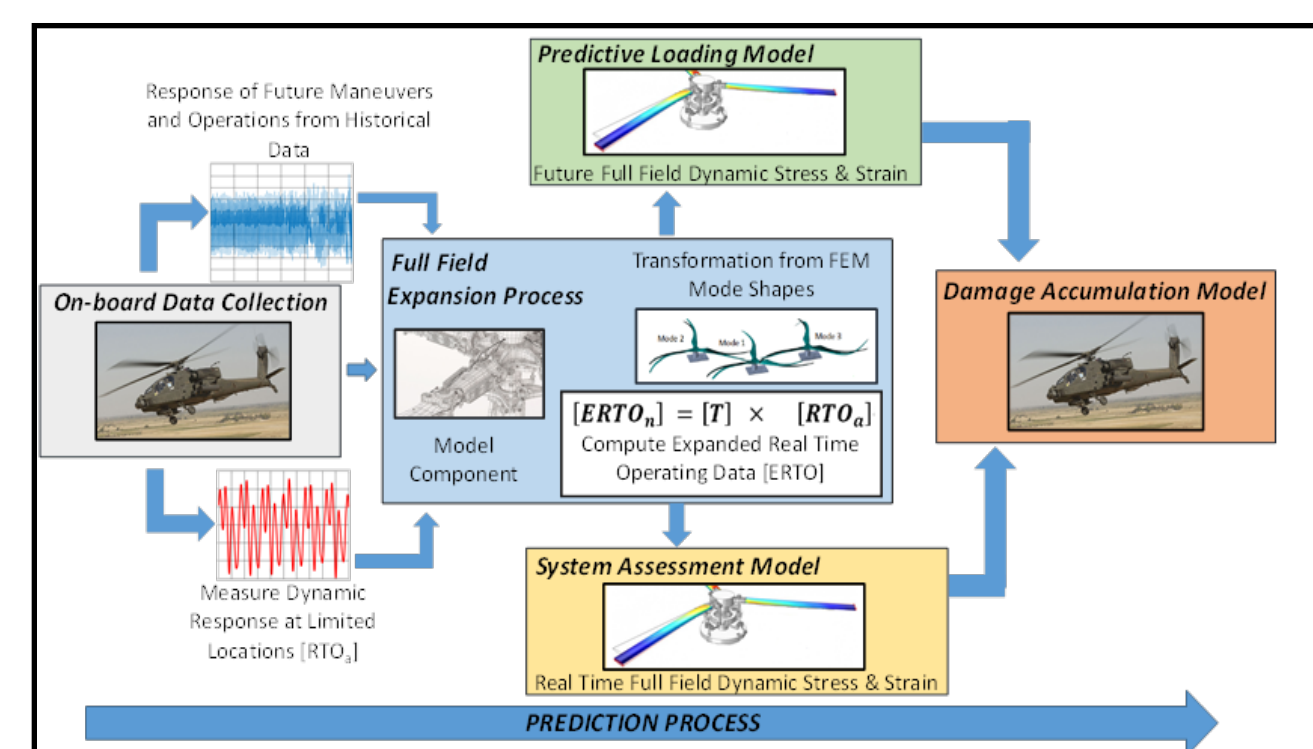 Response of Future Maneuvers
and Operations from Historical
Data
On-board Data Collection
Measure Dynamic
Response at Limited
Locations [RTOₐ]
Full Field
Expansion Process
Model
Component
Transformation from FEM
Mode Shapes
Mode 2
Mode 1
Mode 3
[ERTOₙ] = [T] × [RTOₐ]
Compute Expanded Real Time
Operating Data [ERTO]
Predictive Loading Model
Future Full Field Dynamic Stress & Strain
System Assessment Model
Real Time Full Field Dynamic Stress & Strain
Damage Accumulation Model
PREDICTION PROCESS